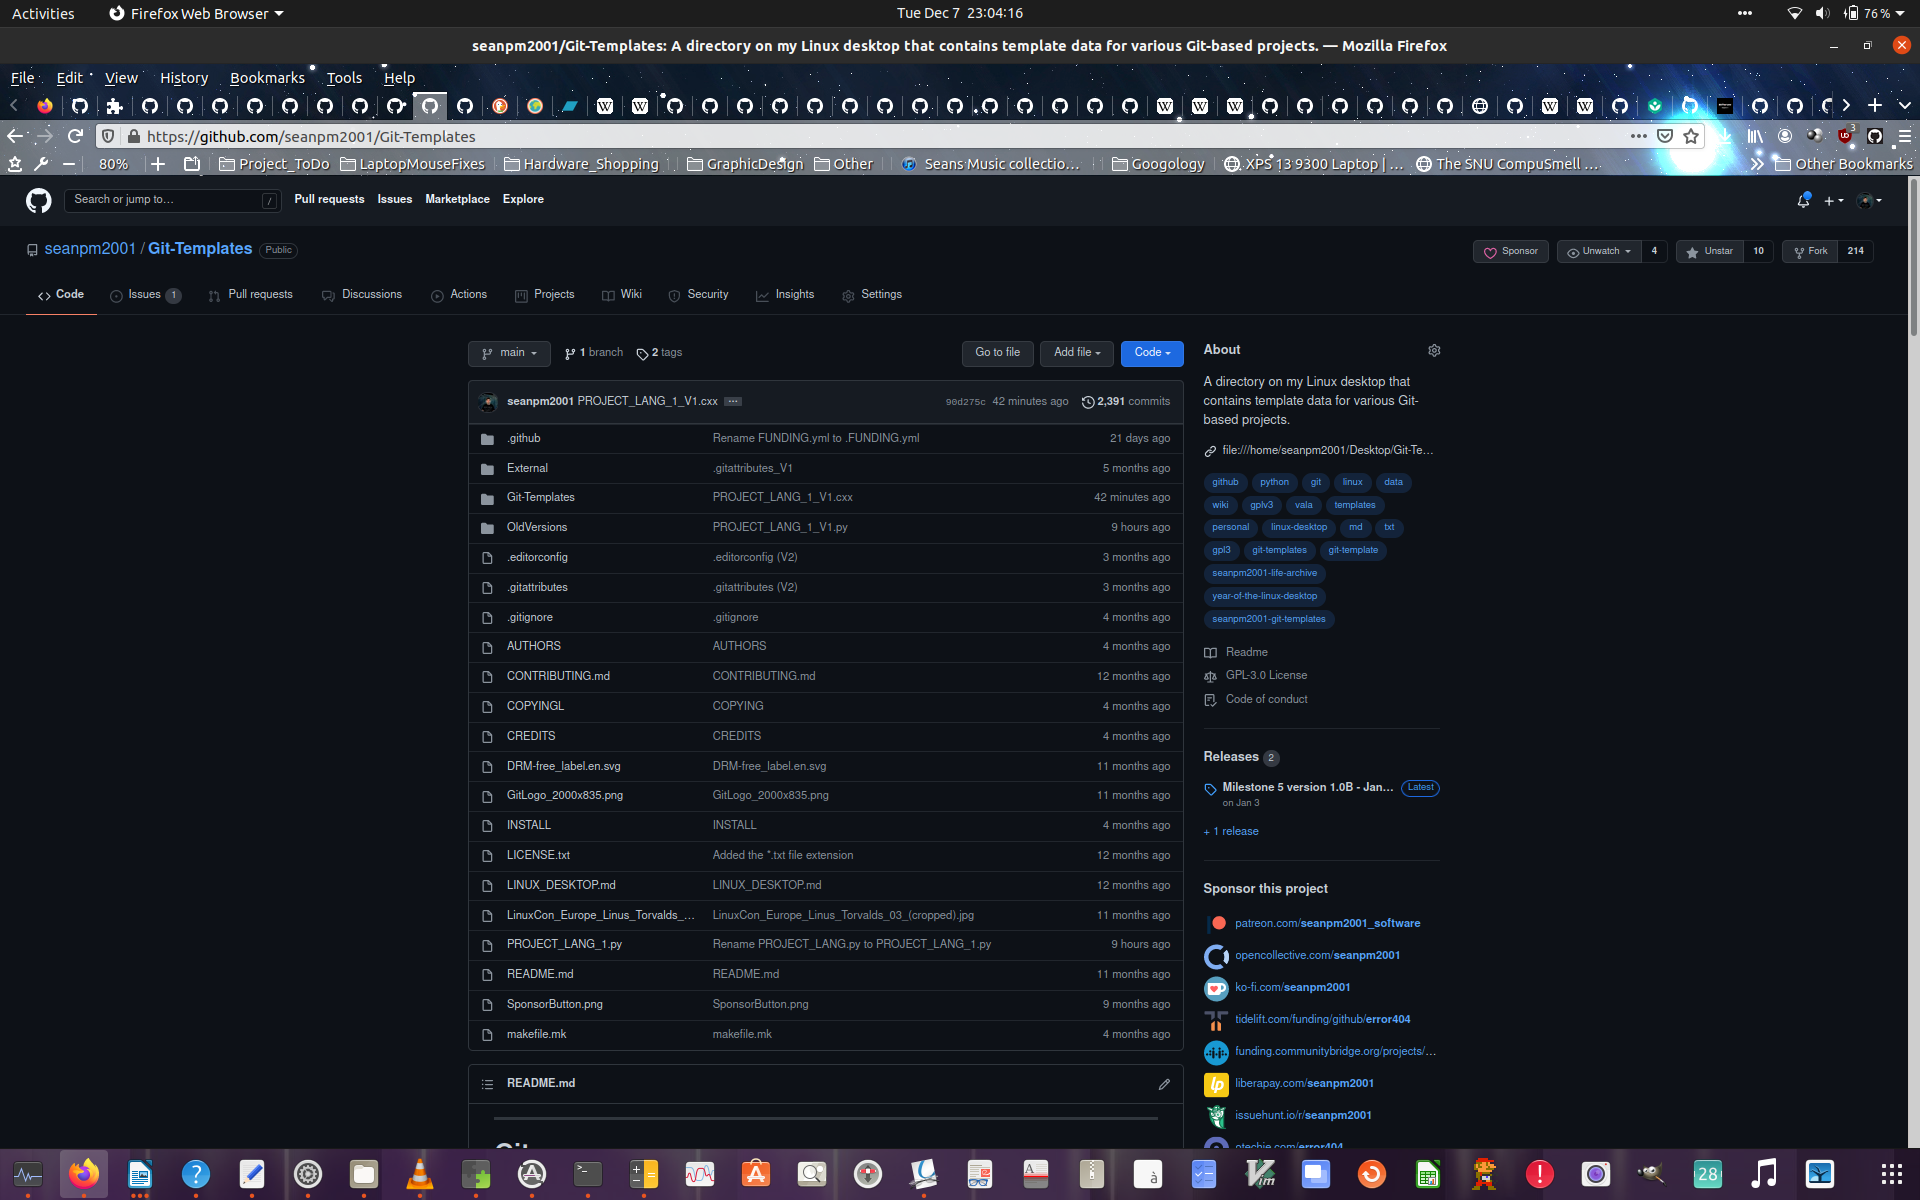 Activities
Firefox Web Browser
Tue Dec 7 23:04:16
76 %
seanpm2001/Git-Templates: A directory on my Linux desktop that contains template data for various Git-based projects. — Mozilla Firefox
File Edit View History Bookmarks Tools Help
https://github.com/seanpm2001/Git-Templates
3
80%
Project_ToDo
LaptopMouseFixes
Hardware_Shopping
GraphicDesign
Other
Seans Music collectio...
Googology
XPS 13 9300 Laptop | ...
The SNU CompuSmell ...
Other Bookmarks
Search or jump to... /
Pull requests Issues Marketplace Explore
seanpm2001 / Git-Templates Public
Sponsor
Unwatch 4
Unstar 10
Fork 214
Code
Issues 1
Pull requests
Discussions
Actions
Projects
Wiki
Security
Insights
Settings
main
1 branch
2 tags
Go to file
Add file
Code
seanpm2001 PROJECT_LANG_1_V1.cxx ... 90d275c 42 minutes ago 2,391 commits
.github Rename FUNDING.yml to .FUNDING.yml 21 days ago
External .gitattributes_V1 5 months ago
Git-Templates PROJECT_LANG_1_V1.cxx 42 minutes ago
OldVersions PROJECT_LANG_1_V1.py 9 hours ago
.editorconfig .editorconfig (V2) 3 months ago
.gitattributes .gitattributes (V2) 3 months ago
.gitignore .gitignore 4 months ago
AUTHORS AUTHORS 4 months ago
CONTRIBUTING.md CONTRIBUTING.md 12 months ago
COPYINGL COPYING 4 months ago
CREDITS CREDITS 4 months ago
DRM-free_label.en.svg DRM-free_label.en.svg 11 months ago
GitLogo_2000x835.png GitLogo_2000x835.png 11 months ago
INSTALL INSTALL 4 months ago
LICENSE.txt Added the *.txt file extension 12 months ago
LINUX_DESKTOP.md LINUX_DESKTOP.md 12 months ago
LinuxCon_Europe_Linus_Torvalds_... LinuxCon_Europe_Linus_Torvalds_03_(cropped).jpg 11 months ago
PROJECT_LANG_1.py Rename PROJECT_LANG.py to PROJECT_LANG_1.py 9 hours ago
README.md README.md 11 months ago
SponsorButton.png SponsorButton.png 9 months ago
makefile.mk makefile.mk 4 months ago
README.md
About
A directory on my Linux desktop that
contains template data for various Git-
based projects.
file:///home/seanpm2001/Desktop/Git-Te...
github python git linux data
wiki gplv3 vala templates
personal linux-desktop md txt
gpl3 git-templates git-template
seanpm2001-life-archive
year-of-the-linux-desktop
seanpm2001-git-templates
Readme
GPL-3.0 License
Code of conduct
Releases 2
Milestone 5 version 1.0B - Jan... Latest
on Jan 3
+ 1 release
Sponsor this project
patreon.com/seanpm2001_software
opencollective.com/seanpm2001
ko-fi.com/seanpm2001
tidelift.com/funding/github/error404
funding.communitybridge.org/projects/...
liberapay.com/seanpm2001
issuehunt.io/r/seanpm2001
otechie.com/error404
28